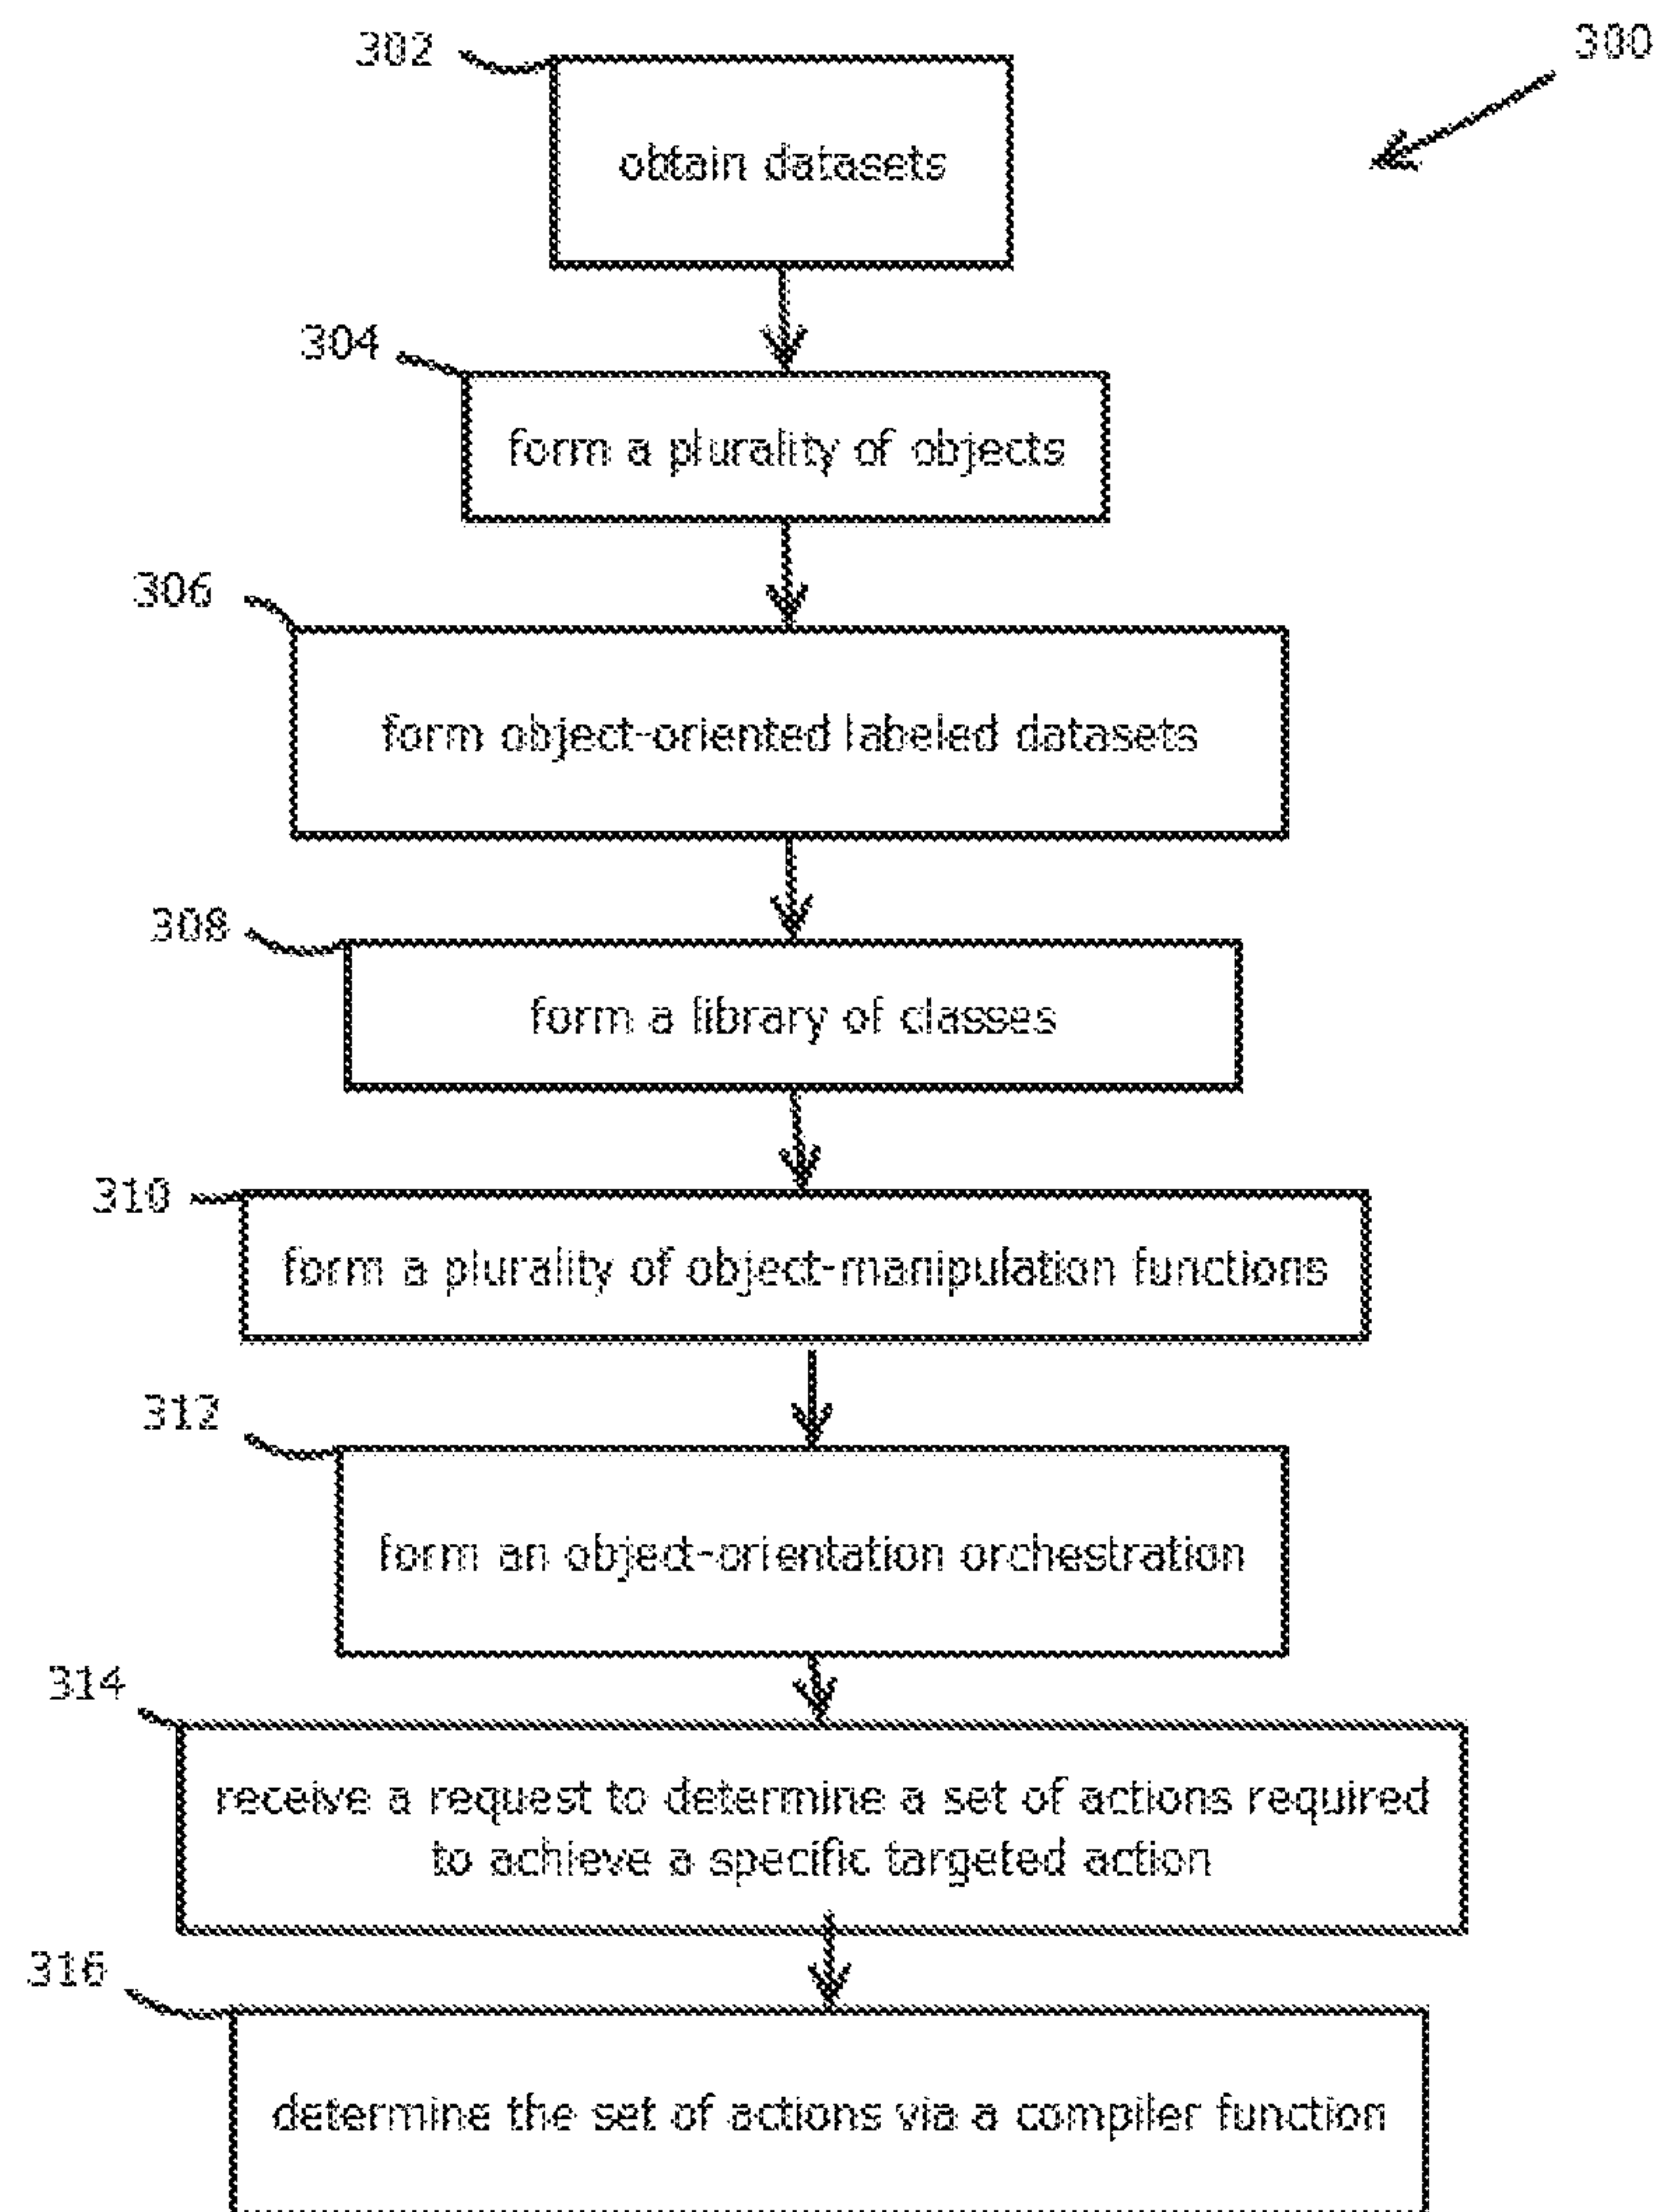 300
302
obtain datasets
304
form a plurality of objects
306
form object-oriented labeled datasets
308
form a library of classes
310
form a plurality of object-manipulation functions
312
form an object-orientation orchestration
314
receive a request to determine a set of actions required
to achieve a specific targeted action
316
determine the set of actions via a compiler function